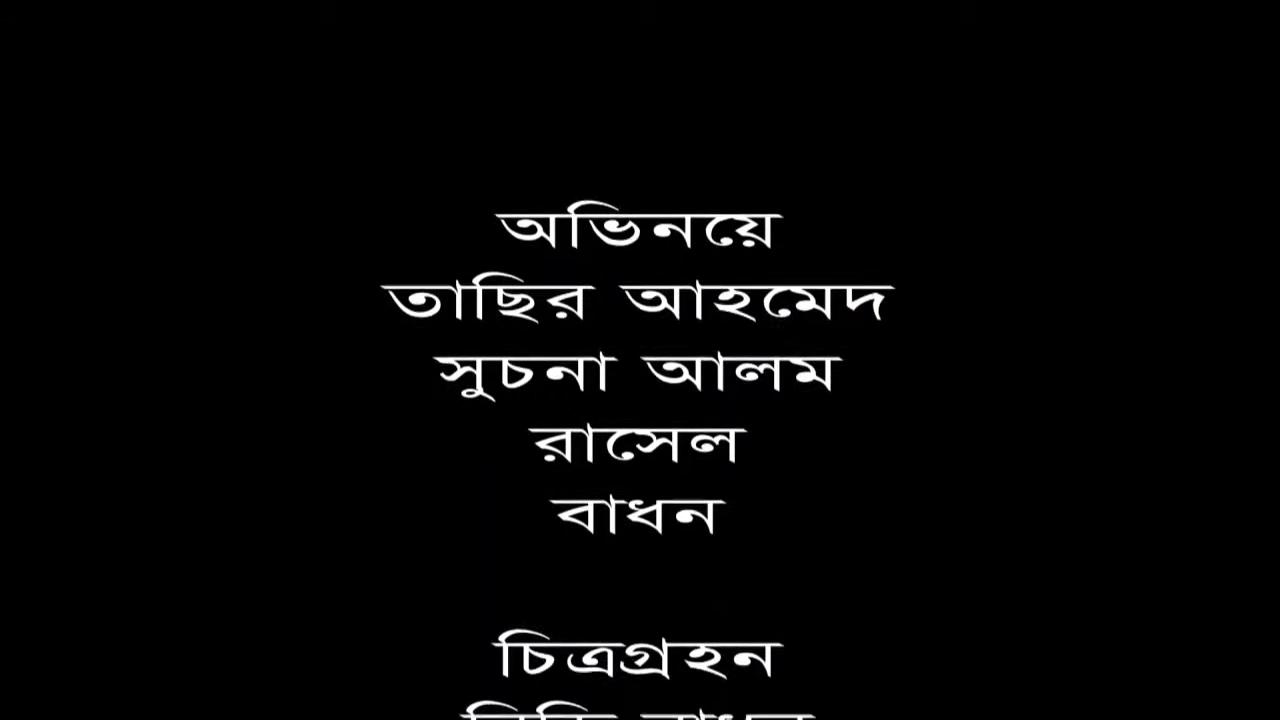 অভিনয়ে
তাছির আহমেদ
সুচনা আলম
রাসেল
বাধন
চিত্রগ্রহন